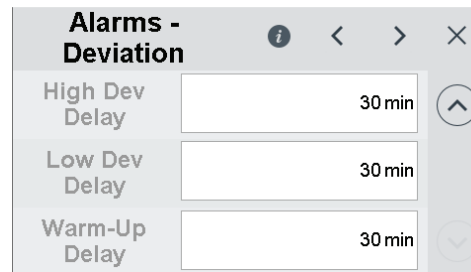 Alarms -
Deviation
High Dev
Delay
30 min
Low Dev
Delay
30 min
Warm-Up
Delay
30 min